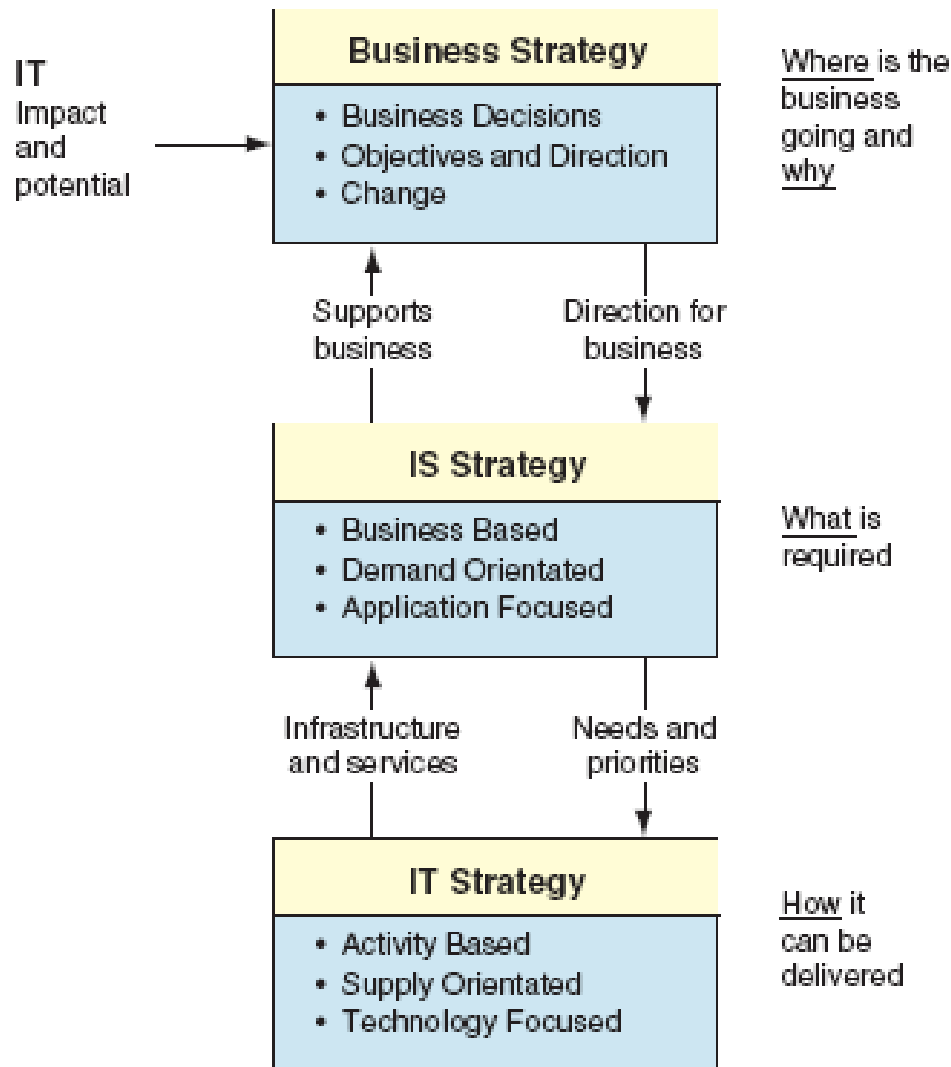 Business Strategy
IT
Impact
and
potential
• Business Decisions
• Objectives and Direction
• Change
Where is the
business
going and
why
Supports
business
Direction for
business
IS Strategy
• Business Based
• Demand Orientated
• Application Focused
What is
required
Infrastructure
and services
Needs and
priorities
IT Strategy
• Activity Based
• Supply Orientated
• Technology Focused
How it
can be
delivered